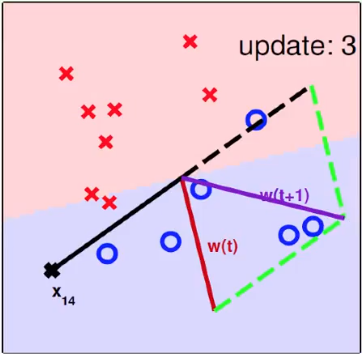 update: 3
w(t+1)
w(t)
x14